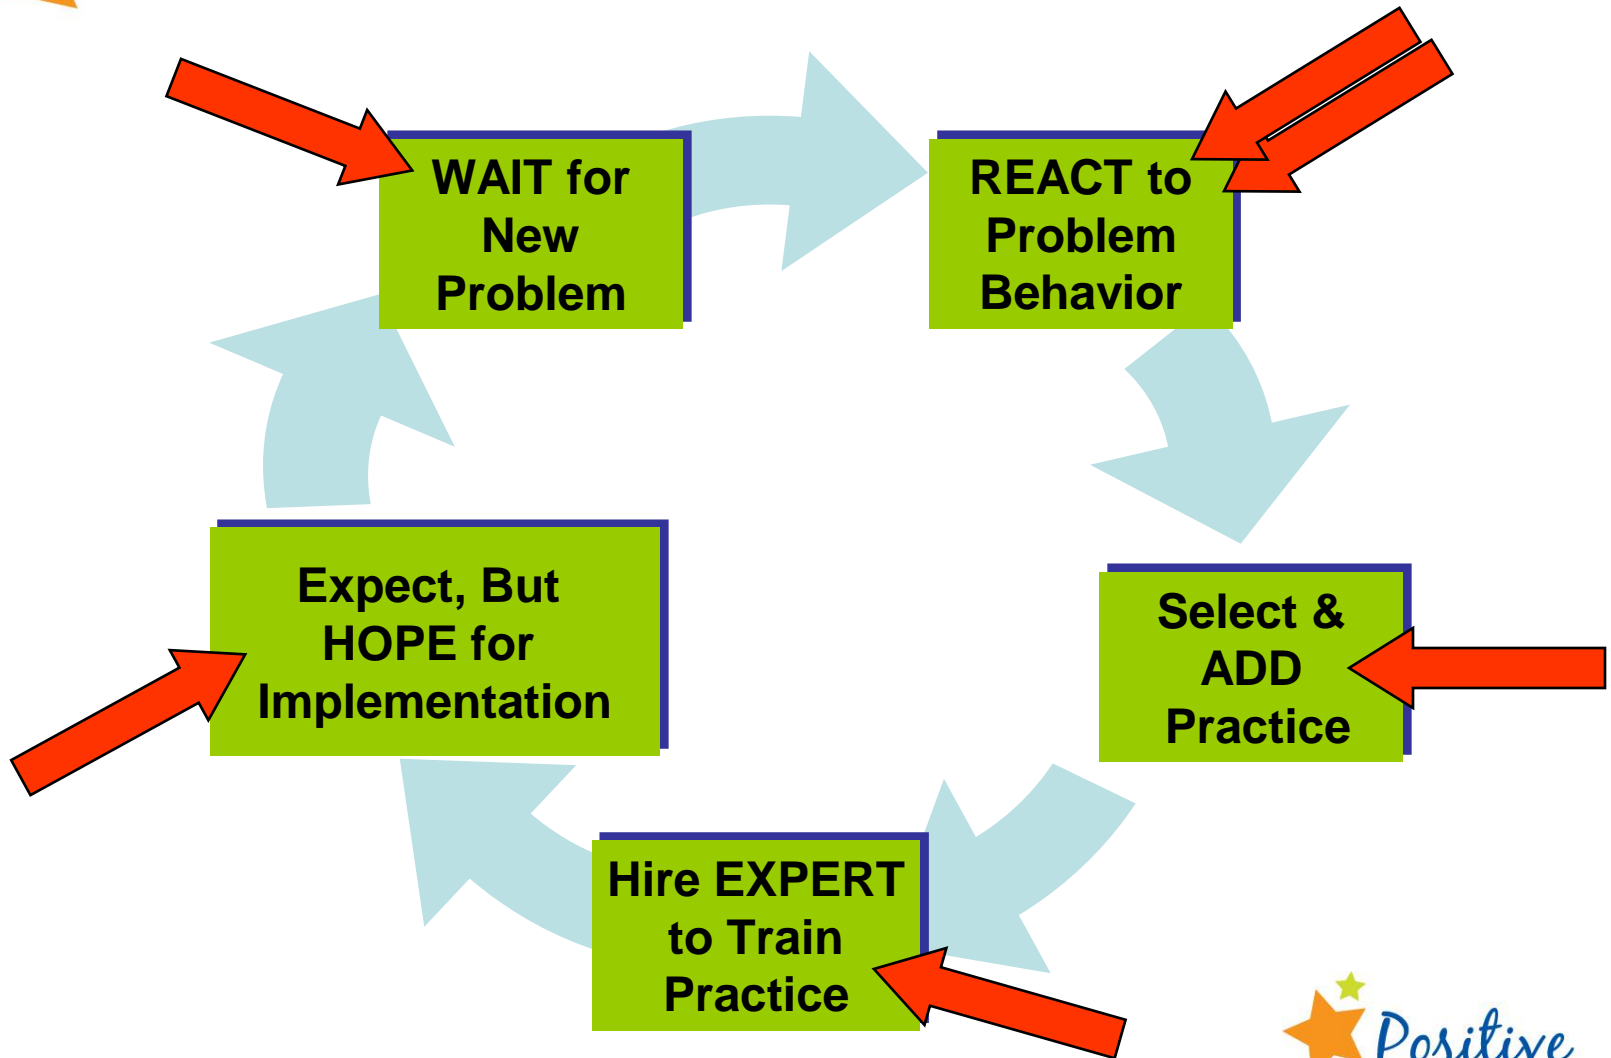 WAIT for
New
Problem
REACT to
Problem
Behavior
Select &
ADD
Practice
Hire EXPERT
to Train
Practice
Expect, But
HOPE for
Implementation
Positive